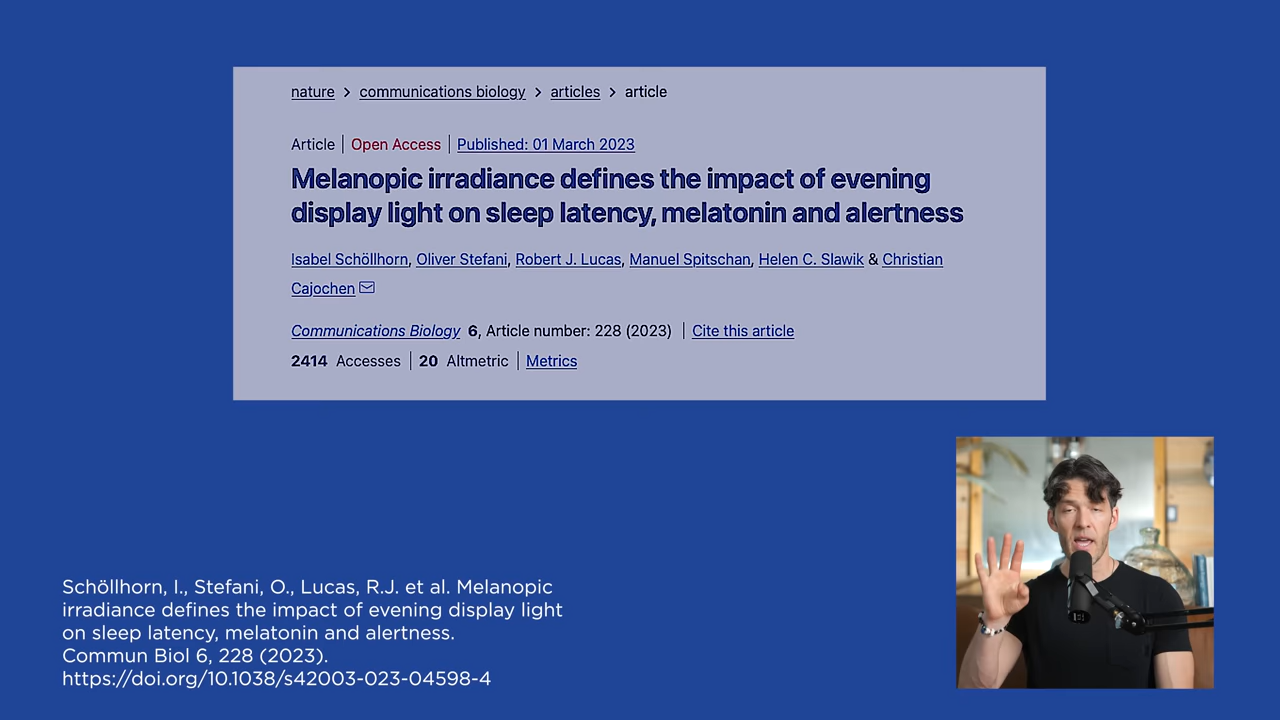 nature > communications biology > articles > article
Article | Open Access | Published: 01 March 2023
Melanopic irradiance defines the impact of evening
display light on sleep latency, melatonin and alertness
Isabel Schöllhorn, Oliver Stefani, Robert J. Lucas, Manuel Spitschan, Helen C. Slawik & Christian
Cajochen
Communications Biology 6, Article number: 228 (2023) | Cite this article
2414 Accesses | 20 Altmetric | Metrics
Schöllhorn, I., Stefani, O., Lucas, R.J. et al. Melanopic
irradiance defines the impact of evening display light
on sleep latency, melatonin and alertness.
Commun Biol 6, 228 (2023).
https://doi.org/10.1038/s42003-023-04598-4